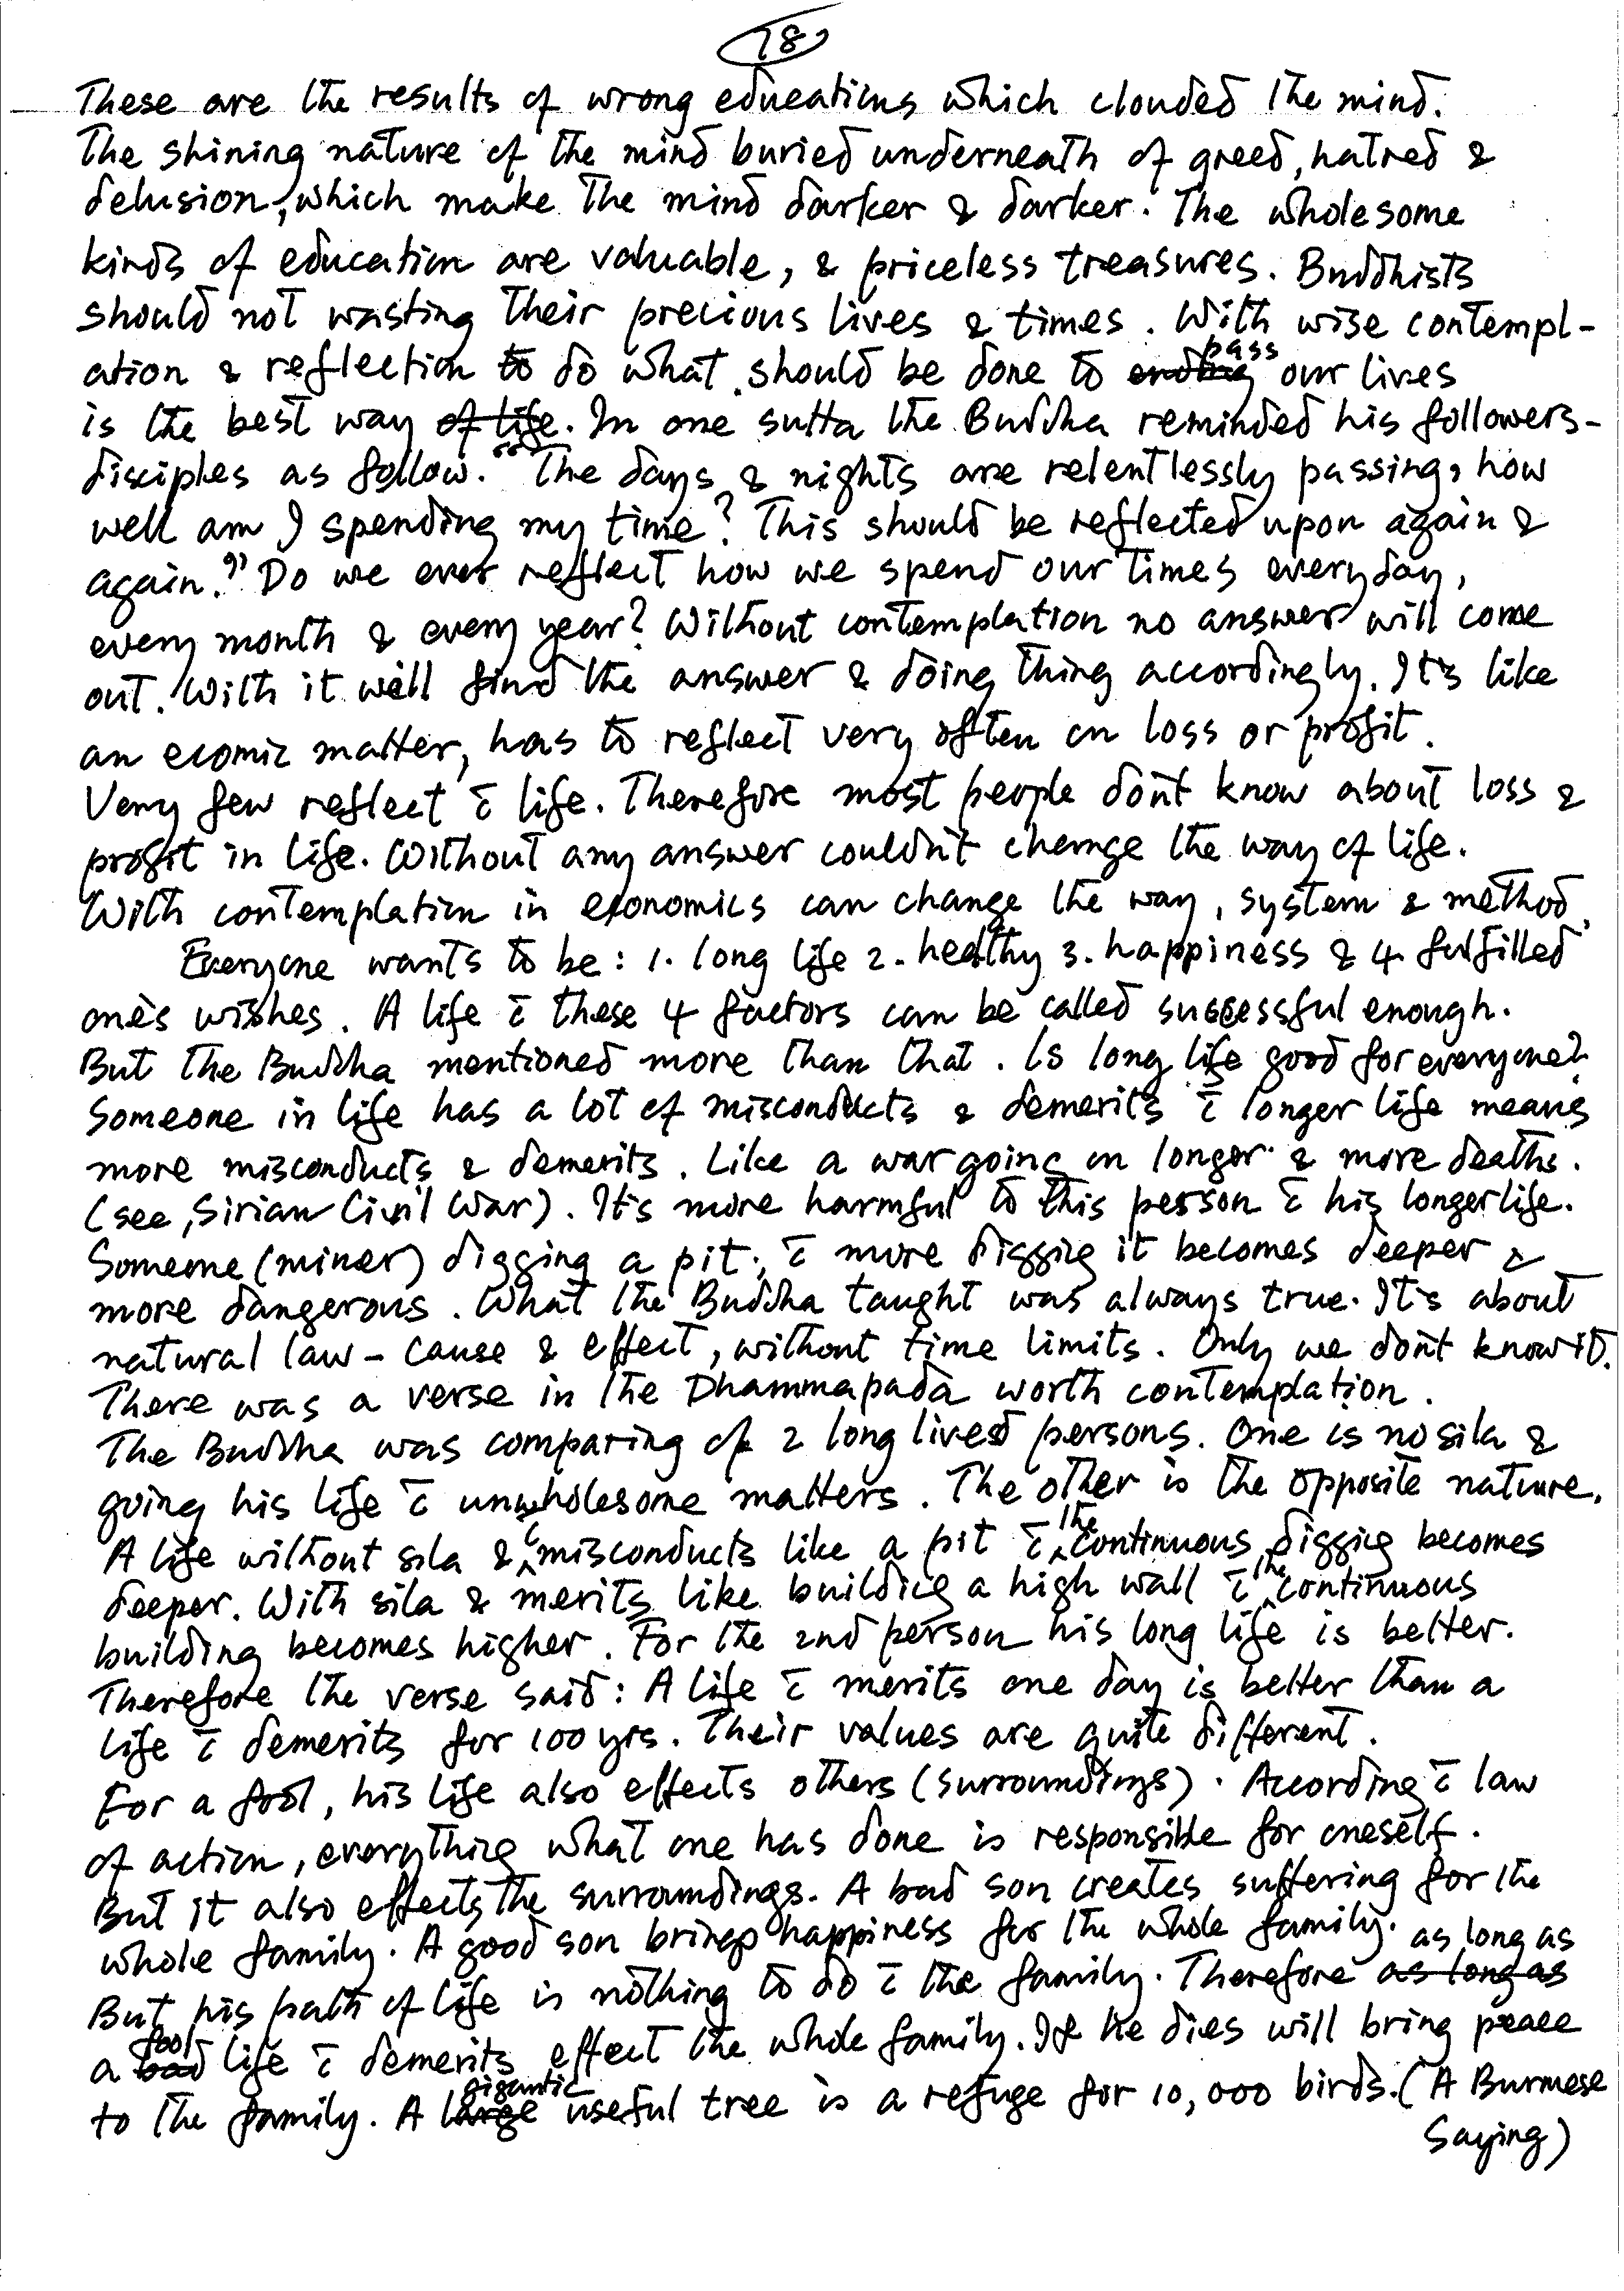 78
These are the results of wrong educations which clouded the mind.
The shining nature of the mind buried underneath of greed, hatred &
delusion, which make the mind darker & darker. The wholesome
kinds of education are valuable, & priceless treasures. Buddhists
should not wasting their precious lives & times. With wise contempl-
ation & reflection to do what should be done to ending pass our lives
is the best way of life. In one sutta the Buddha reminded his followers-
disciples as follow. "The days & nights are relentlessly passing, how
well am I spending my time? This should be reflected upon again &
again." Do we ever reflect how we spend our times everyday,
every month & every year? Without contemplation no answer will come
out. With it will find the answer & doing thing accordingly. It's like
an ecomic matter, has to reflect very often on loss or profit.
Very few reflect c̄ life. Therefore most people don't know about loss &
profit in life. Without any answer couldn't change the way of life.
With contemplation in economics can change the way, system & method.
Everyone wants to be: 1. long life 2. healthy 3. happiness & 4. fulfilled
one's wishes. A life c̄ these 4 factors can be called successful enough.
But the Buddha mentioned more than that. Is long life good for everyone?
Someone in life has a lot of misconducts & demerits c̄ longer life means
more misconducts & demerits. Like a war going on longer & more deaths.
(see, Sirian Civil War). It's more harmful to this person c̄ his longer life.
Someone (miner) digging a pit, c̄ more diggig it becomes deeper &
more dangerous. What the Buddha taught was always true. It's about
natural law - cause & effect, without time limits. Only we don't know it.
There was a verse in the Dhammapada worth contemplation.
The Buddha was comparing of 2 long lived persons. One is no sila &
going his life c̄ unwholesome matters. The other is the opposite nature.
A life without sila & c̄ misconducts like a pit c̄ the continuous diggig becomes
deeper. With sila & merits like buildig a high wall c̄ the continuous
building becomes higher. For the 2nd person his long life is better.
Therefore the verse said: A life c̄ merits one day is better than a
life c̄ demerits for 100 yrs. Their values are quite different.
For a fool, his life also effects others (surroundings). According c̄ law
of action, everythig what one has done is responsible for oneself.
But it also effects the surroundings. A bad son creates suffering for the
whole family. A good son brings happiness for the whole family.
But his path of life is nothing to do c̄ the family. Therefore as long as as long as
a bad fool life c̄ demerits effect the whole family. If he dies will bring peace
to the family. A large gigantic useful tree is a refuge for 10,000 birds. (A Burmese
Saying)